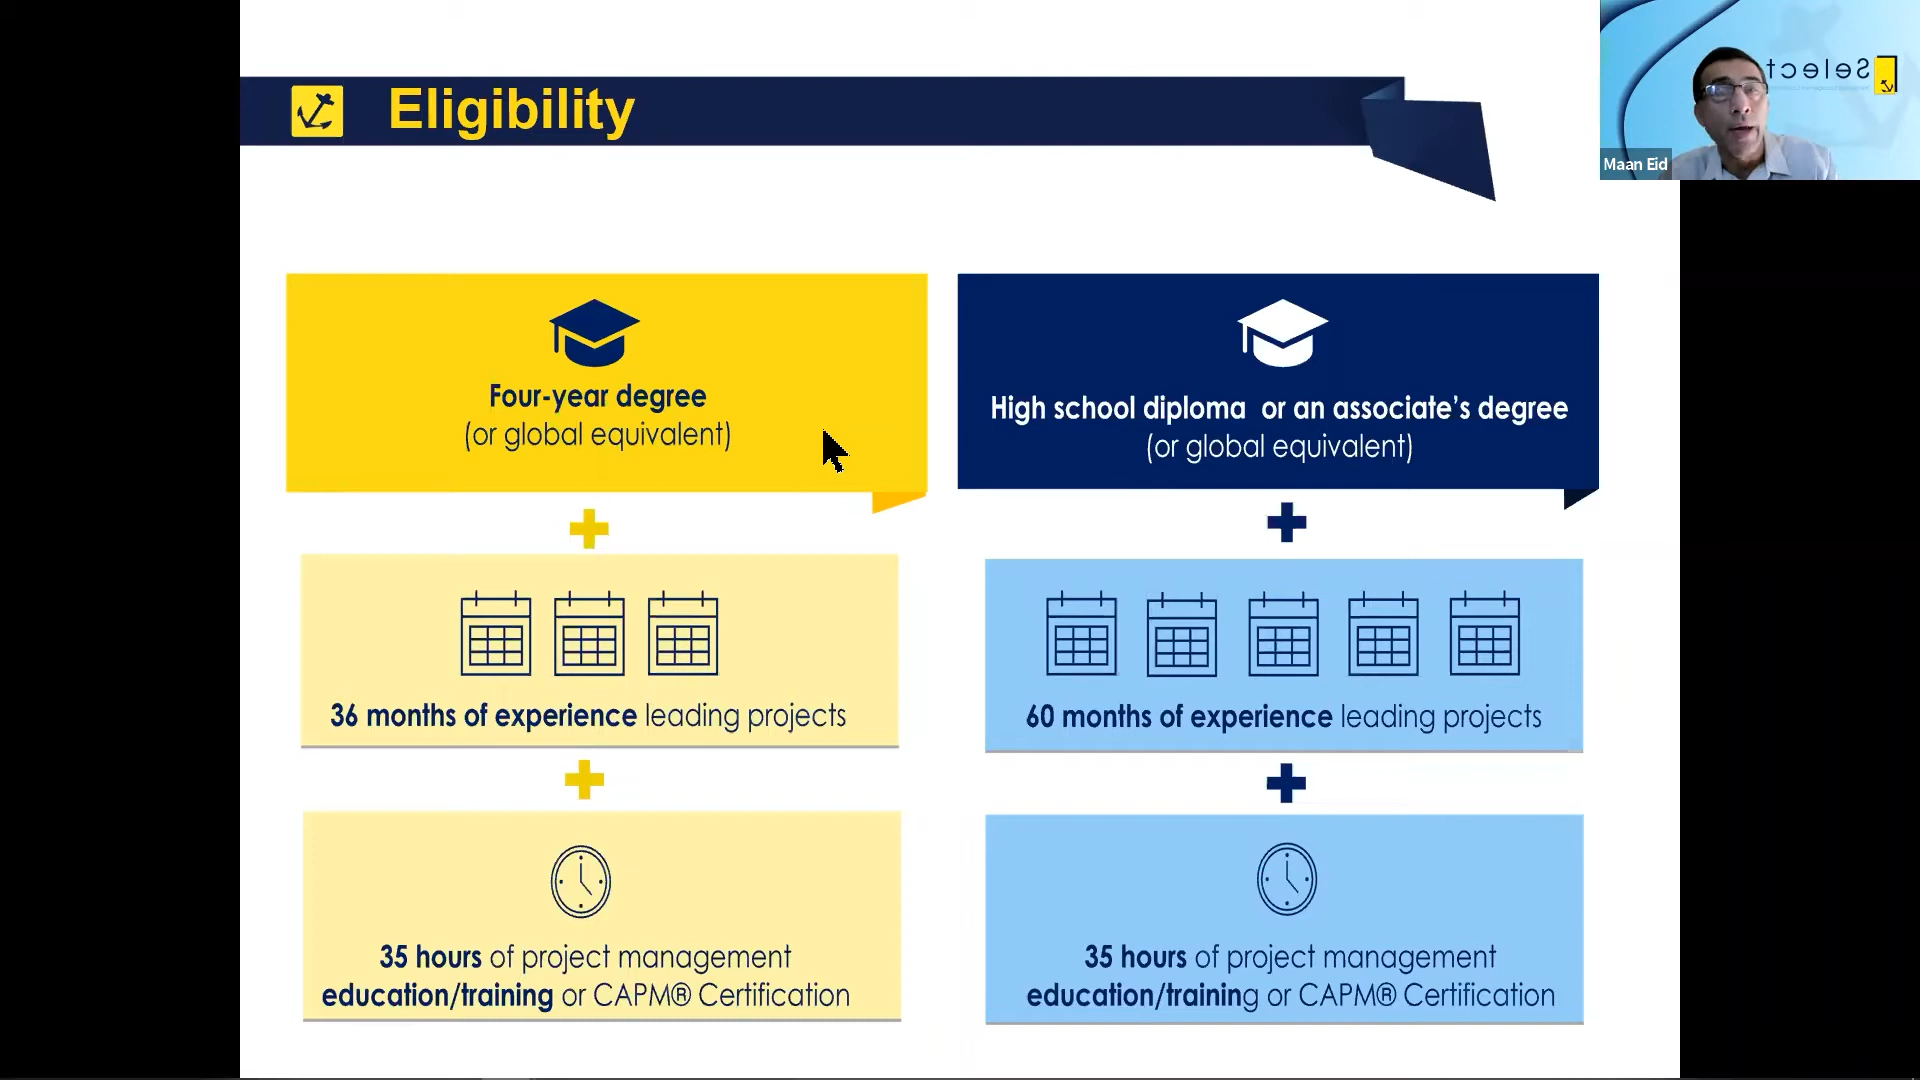 Eligibility
Select
Maan Eid
Four-year degree
(or global equivalent)
36 months of experience leading projects
35 hours of project management
education/training or CAPM® Certification
High school diploma or an associate’s degree
(or global equivalent)
60 months of experience leading projects
35 hours of project management
education/training or CAPM® Certification